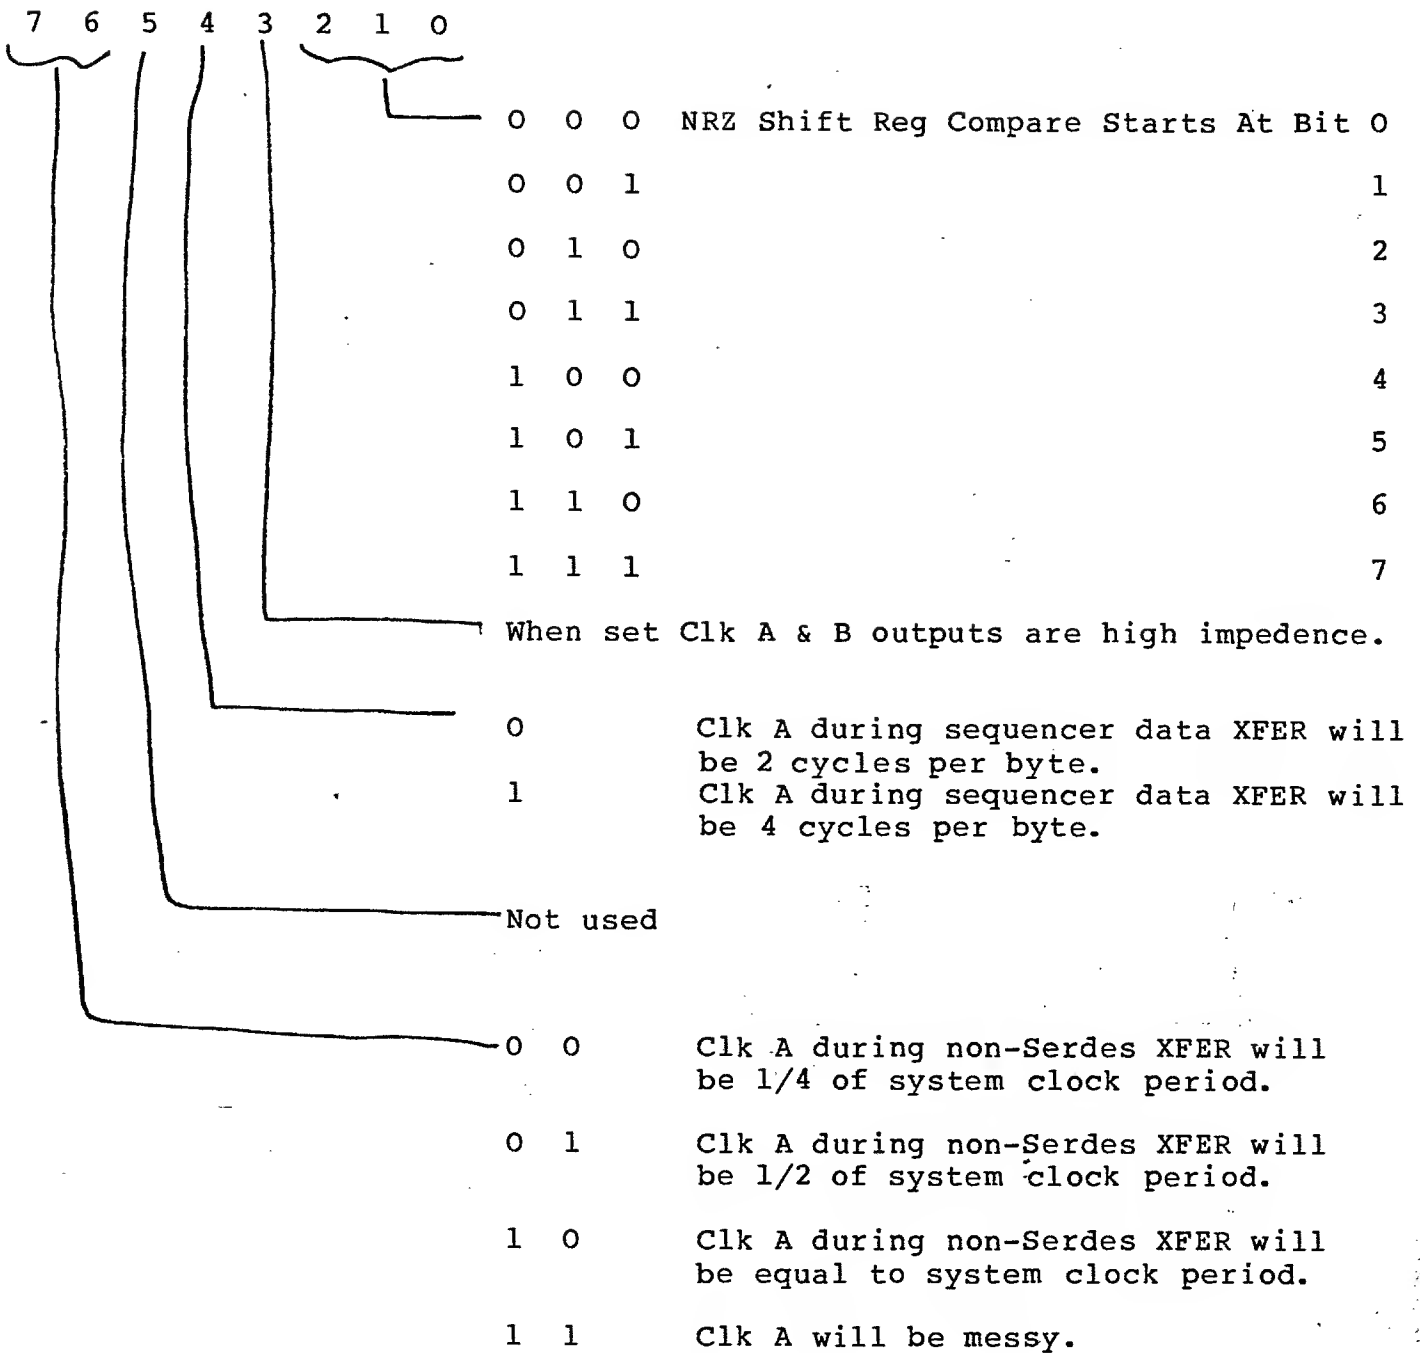 7 6 5 4 3 2 1 0
0 0 0 NRZ Shift Reg Compare Starts At Bit 0
0 0 1 1
0 1 0 2
0 1 1 3
1 0 0 4
1 0 1 5
1 1 0 6
1 1 1 7
When set Clk A & B outputs are high impedence.
0 Clk A during sequencer data XFER will
be 2 cycles per byte.
1 Clk A during sequencer data XFER will
be 4 cycles per byte.
Not used
0 0 Clk A during non-Serdes XFER will
be 1/4 of system clock period.
0 1 Clk A during non-Serdes XFER will
be 1/2 of system clock period.
1 0 Clk A during non-Serdes XFER will
be equal to system clock period.
1 1 Clk A will be messy.